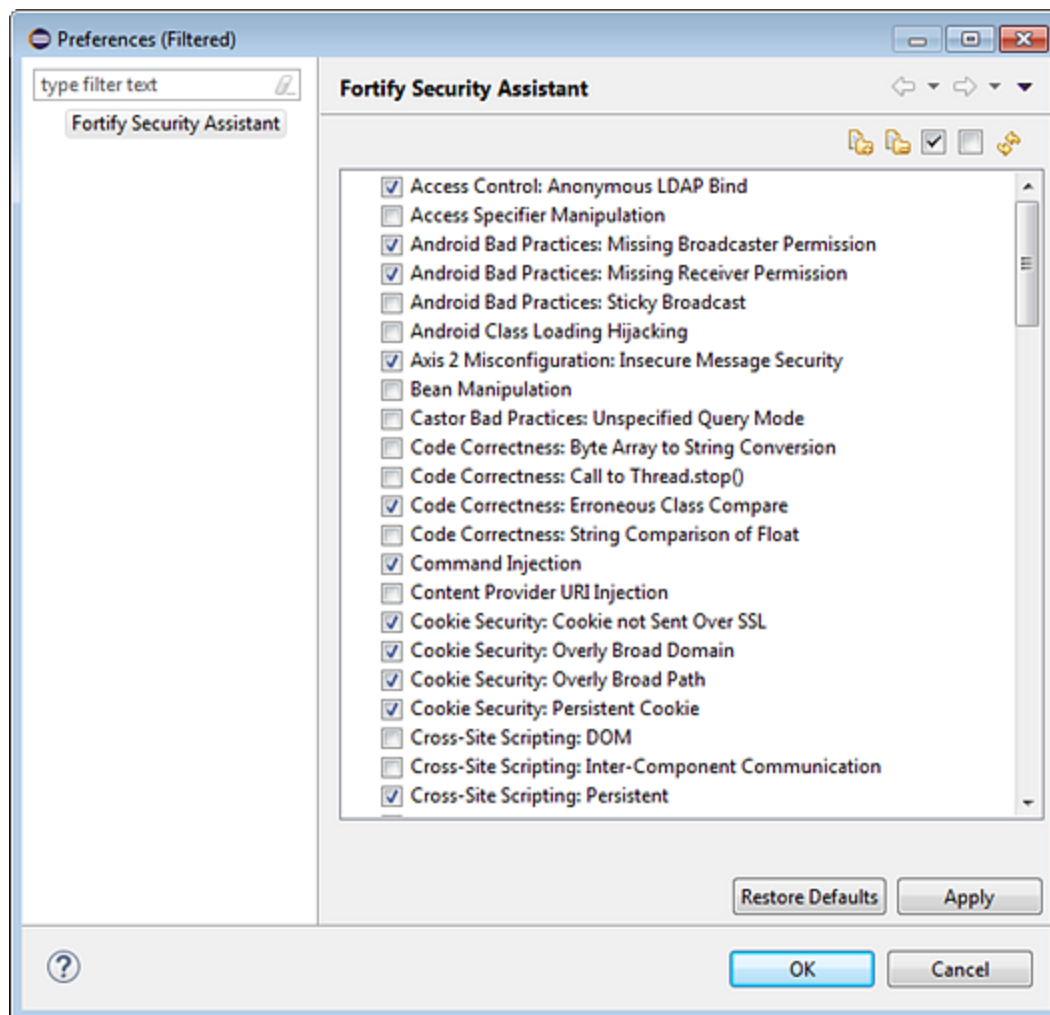 Preferences (Filtered)
type filter text
Fortify Security Assistant
Fortify Security Assistant
Access Control: Anonymous LDAP Bind
Access Specifier Manipulation
Android Bad Practices: Missing Broadcaster Permission
Android Bad Practices: Missing Receiver Permission
Android Bad Practices: Sticky Broadcast
Android Class Loading Hijacking
Axis 2 Misconfiguration: Insecure Message Security
Bean Manipulation
Castor Bad Practices: Unspecified Query Mode
Code Correctness: Byte Array to String Conversion
Code Correctness: Call to Thread.stop()
Code Correctness: Erroneous Class Compare
Code Correctness: String Comparison of Float
Command Injection
Content Provider URI Injection
Cookie Security: Cookie not Sent Over SSL
Cookie Security: Overly Broad Domain
Cookie Security: Overly Broad Path
Cookie Security: Persistent Cookie
Cross-Site Scripting: DOM
Cross-Site Scripting: Inter-Component Communication
Cross-Site Scripting: Persistent
Restore Defaults
Apply
?
OK
Cancel